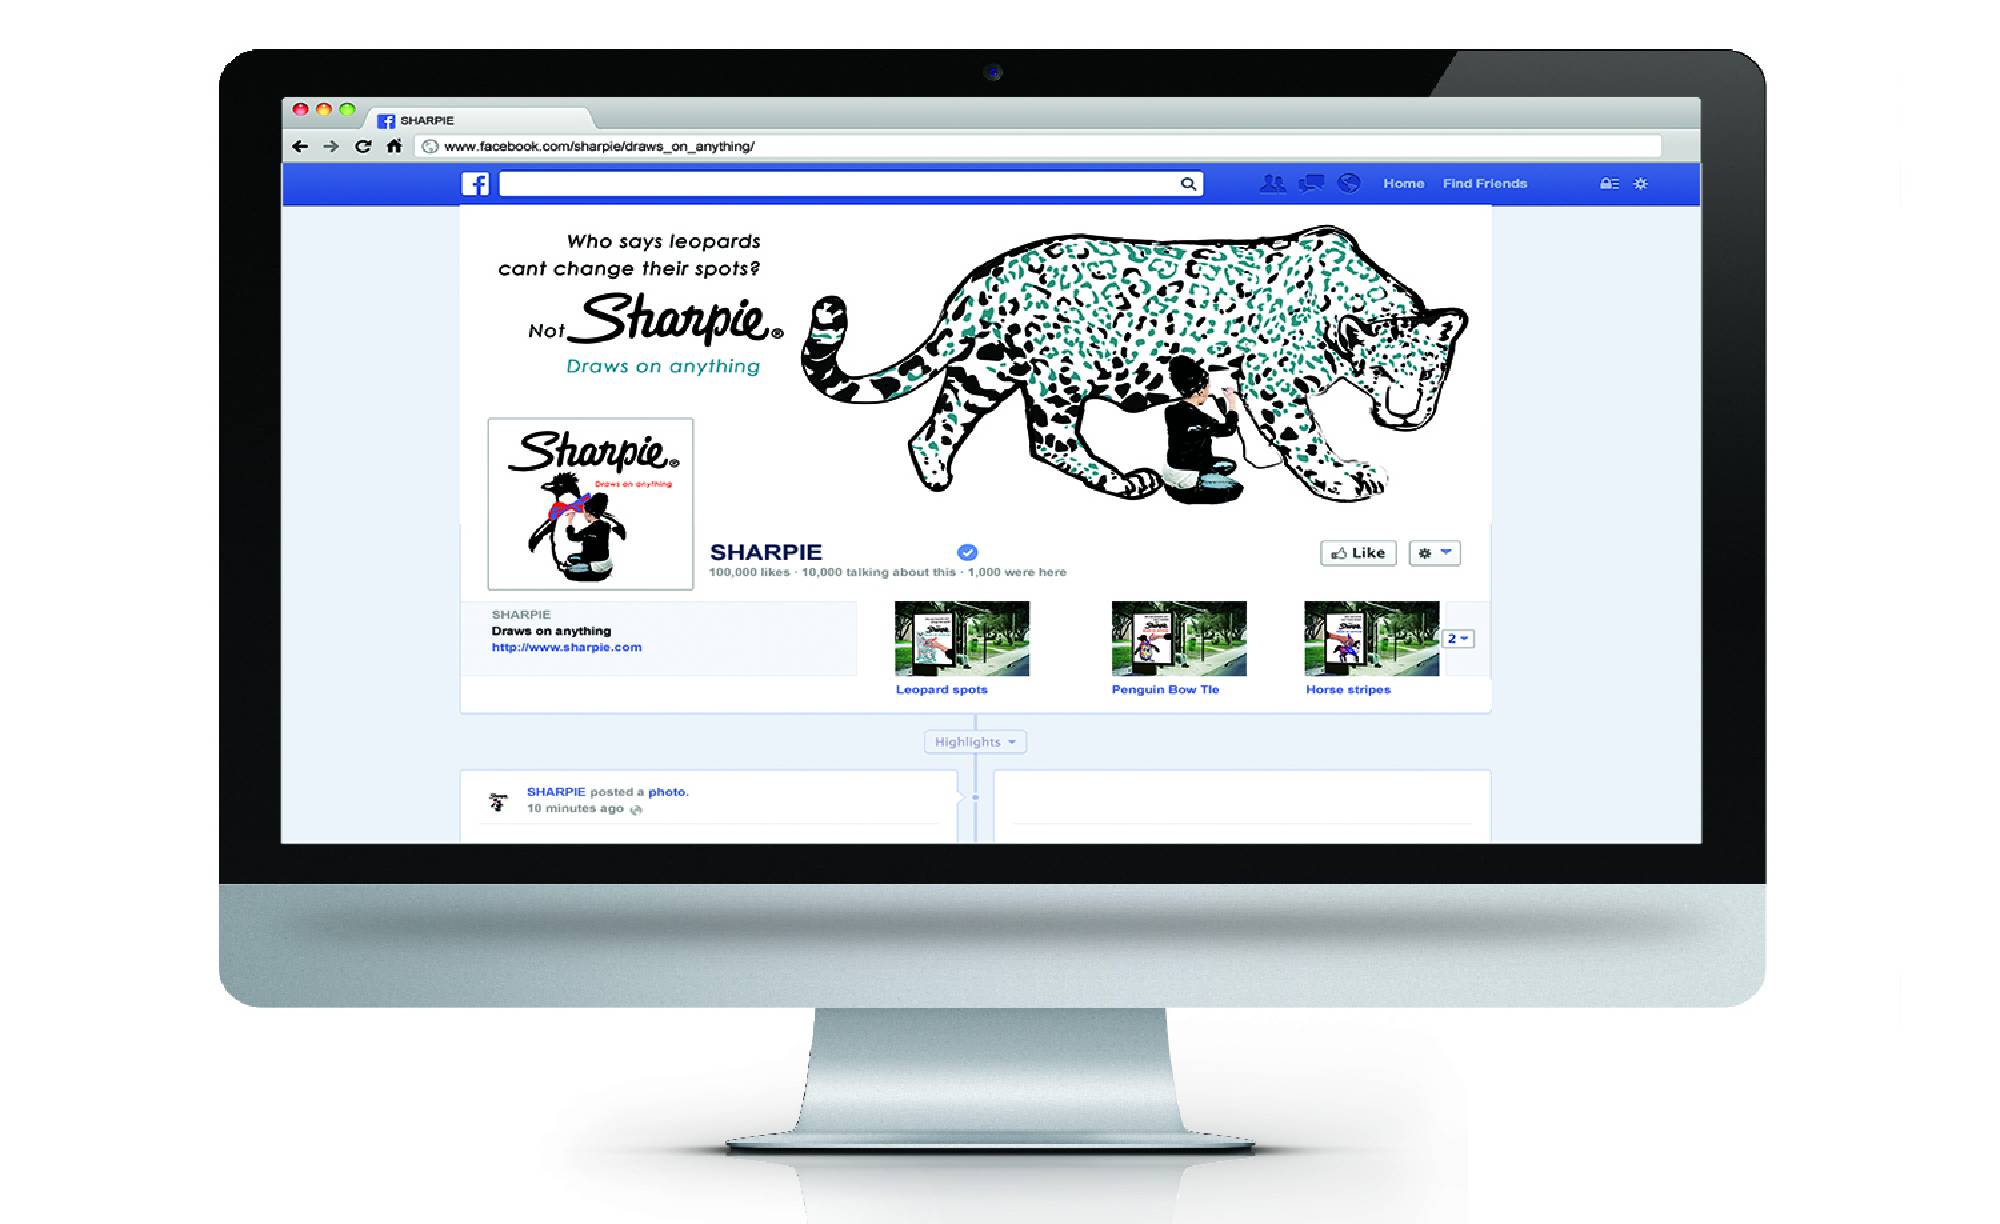 SHARPIE
www.facebook.com/sharpie/draws_on_anything/
Home Find Friends
Who says leopards
cant change their spots?
Not Sharpie®
Draws on anything
Sharpie®
Draws on anything
SHARPIE
Like
100,000 likes · 10,000 talking about this · 1,000 were here
SHARPIE
Draws on anything
http://www.sharpie.com
2
Leopard spots
Penguin Bow Tie
Horse stripes
Highlights
SHARPIE posted a photo.
10 minutes ago